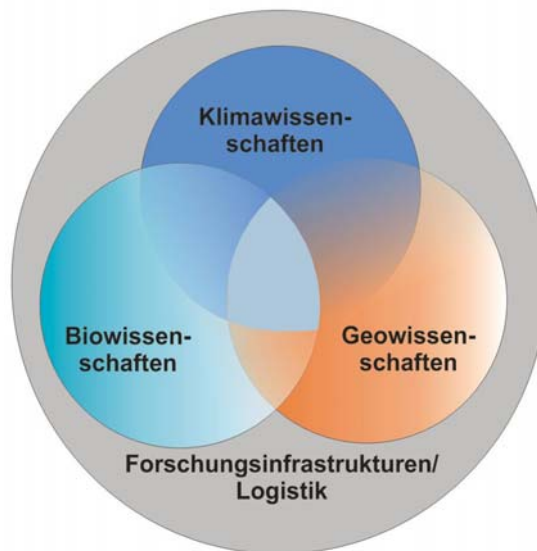 Klimawissen-
schaften
Biowissen-
schaften
Geowissen-
schaften
Forschungsinfrastrukturen/
Logistik